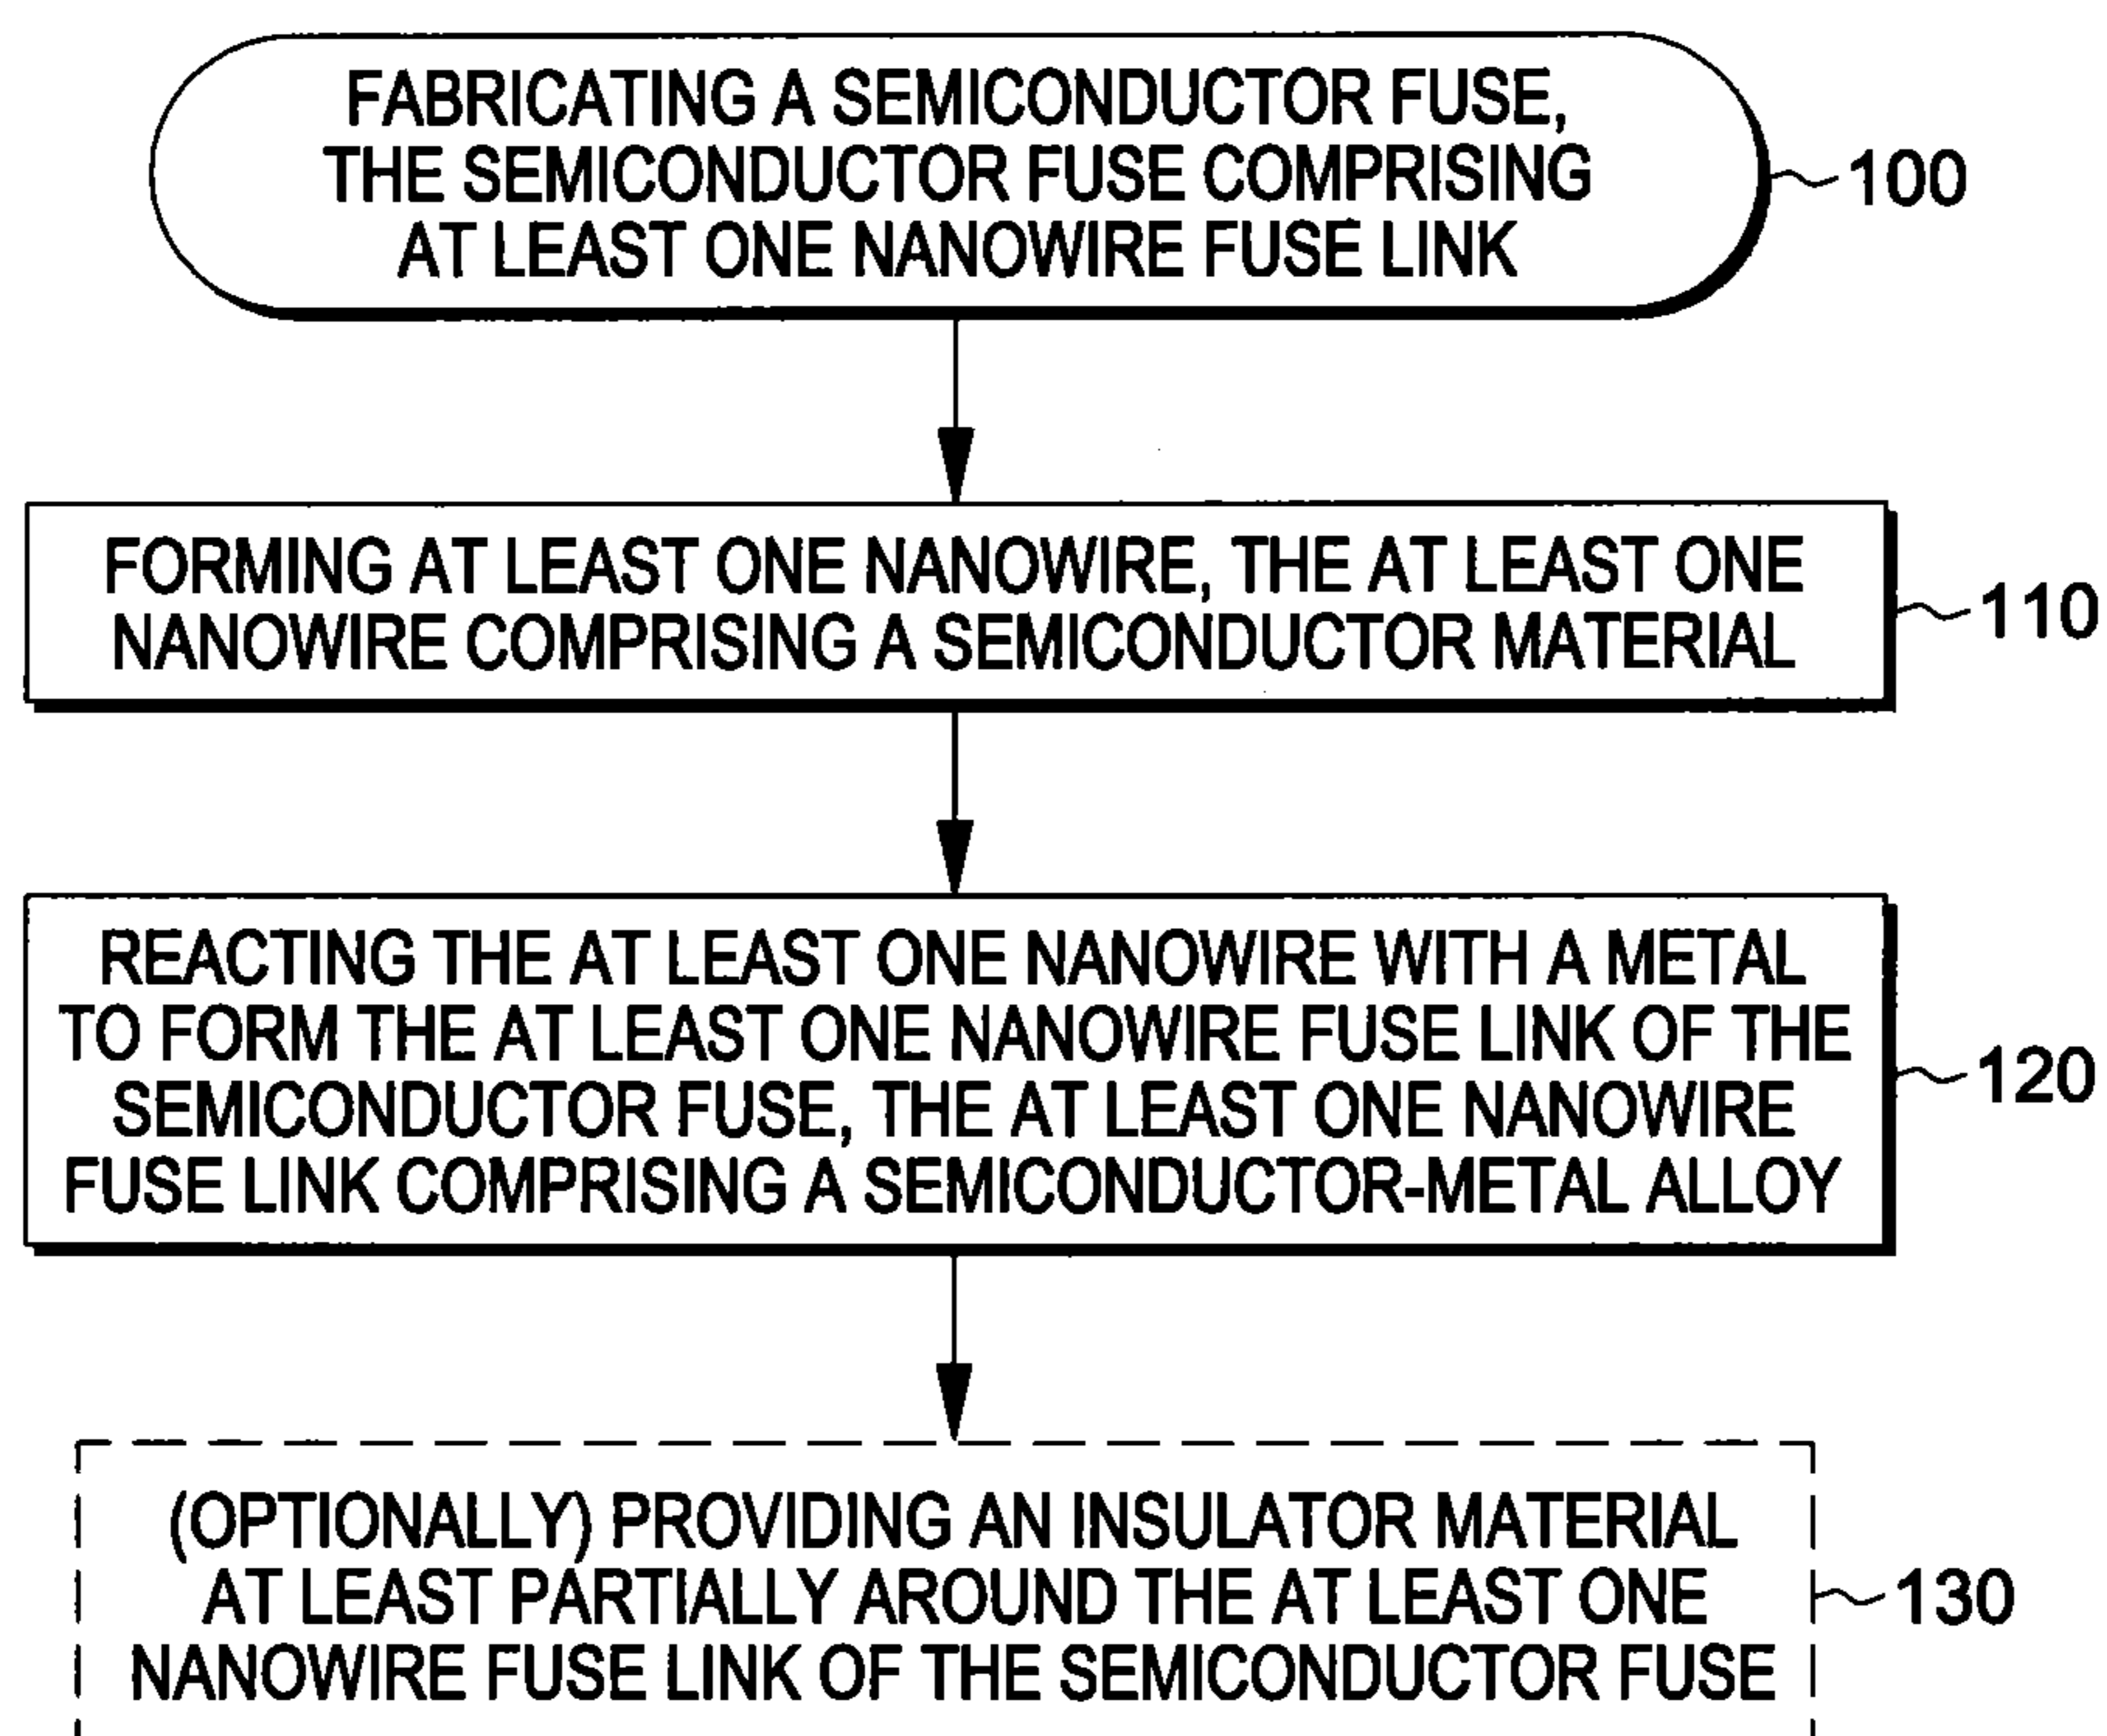 FABRICATING A SEMICONDUCTOR FUSE,
THE SEMICONDUCTOR FUSE COMPRISING
AT LEAST ONE NANOWIRE FUSE LINK
100
FORMING AT LEAST ONE NANOWIRE, THE AT LEAST ONE
NANOWIRE COMPRISING A SEMICONDUCTOR MATERIAL
110
REACTING THE AT LEAST ONE NANOWIRE WITH A METAL
TO FORM THE AT LEAST ONE NANOWIRE FUSE LINK OF THE
SEMICONDUCTOR FUSE, THE AT LEAST ONE NANOWIRE
FUSE LINK COMPRISING A SEMICONDUCTOR-METAL ALLOY
120
(OPTIONALLY) PROVIDING AN INSULATOR MATERIAL
AT LEAST PARTIALLY AROUND THE AT LEAST ONE
NANOWIRE FUSE LINK OF THE SEMICONDUCTOR FUSE
130